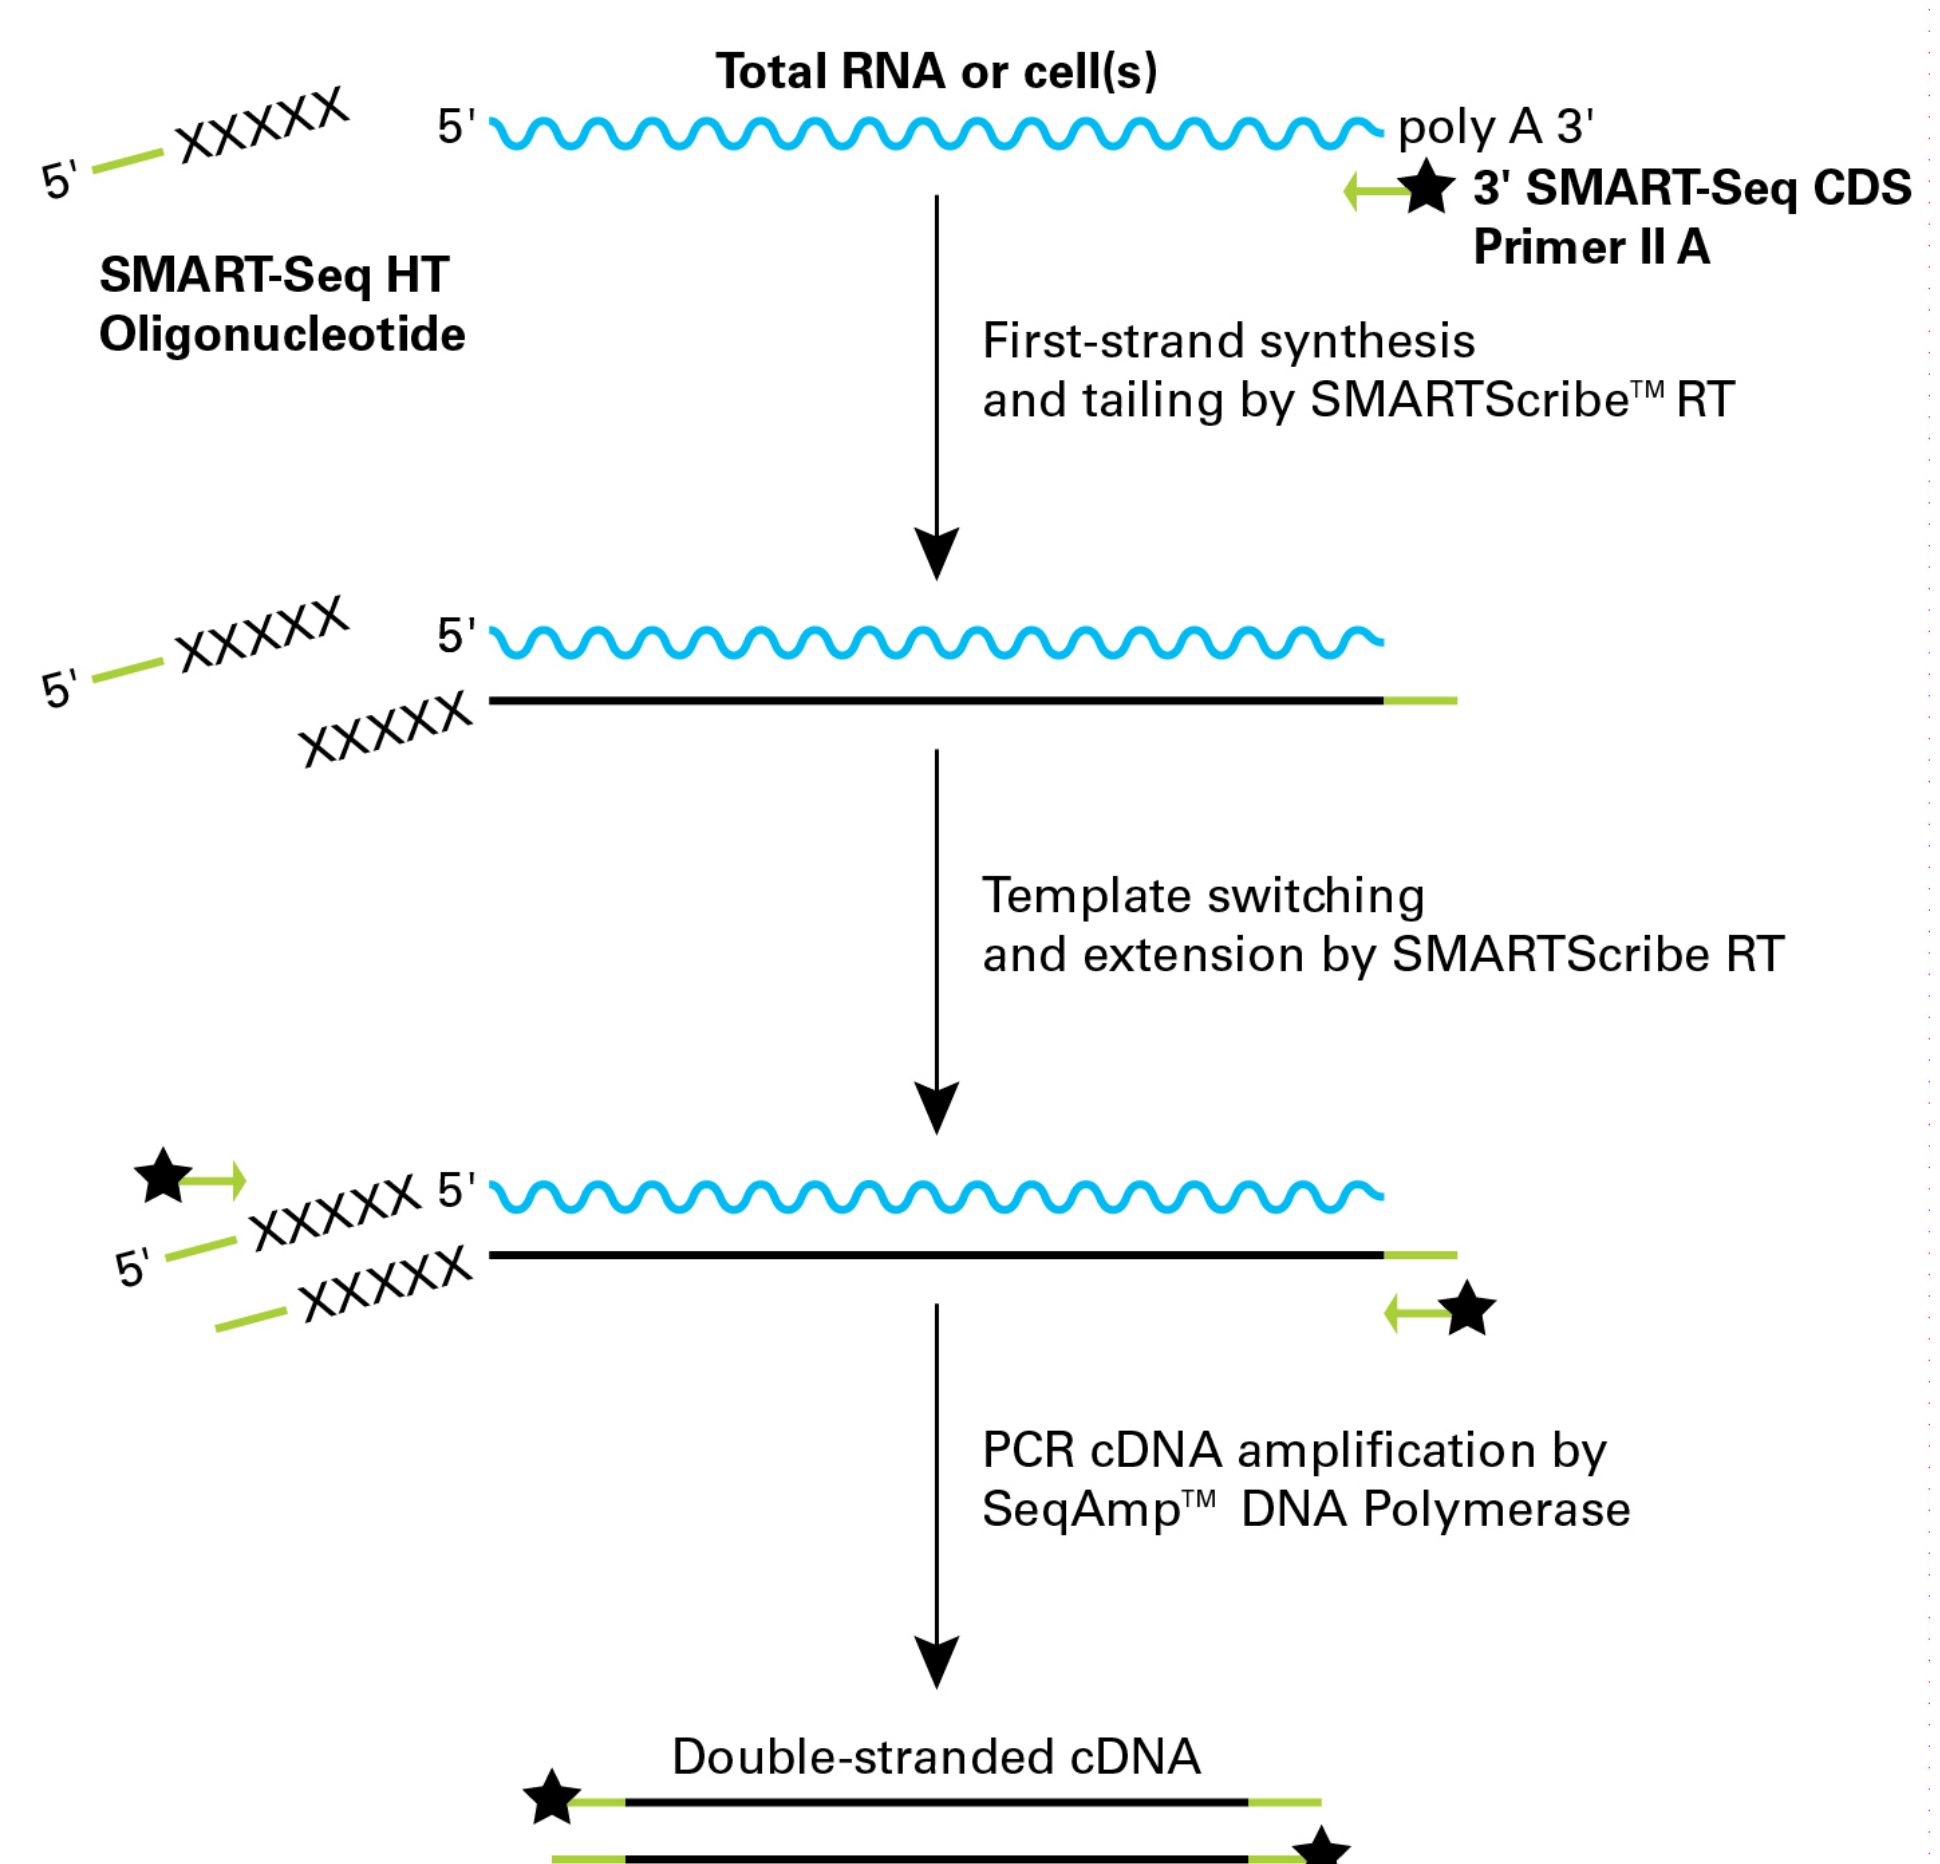 Total RNA or cell(s)
XXXXX
5'
5'
poly A 3'
3' SMART-Seq CDS
Primer II A
SMART-Seq HT
Oligonucleotide
First-strand synthesis
and tailing by SMARTScribe™ RT
XXXXX
5'
5'
XXXXX
Template switching
and extension by SMARTScribe RT
XXXXX
5'
5'
XXXXX
PCR cDNA amplification by
SeqAmp™ DNA Polymerase
Double-stranded cDNA